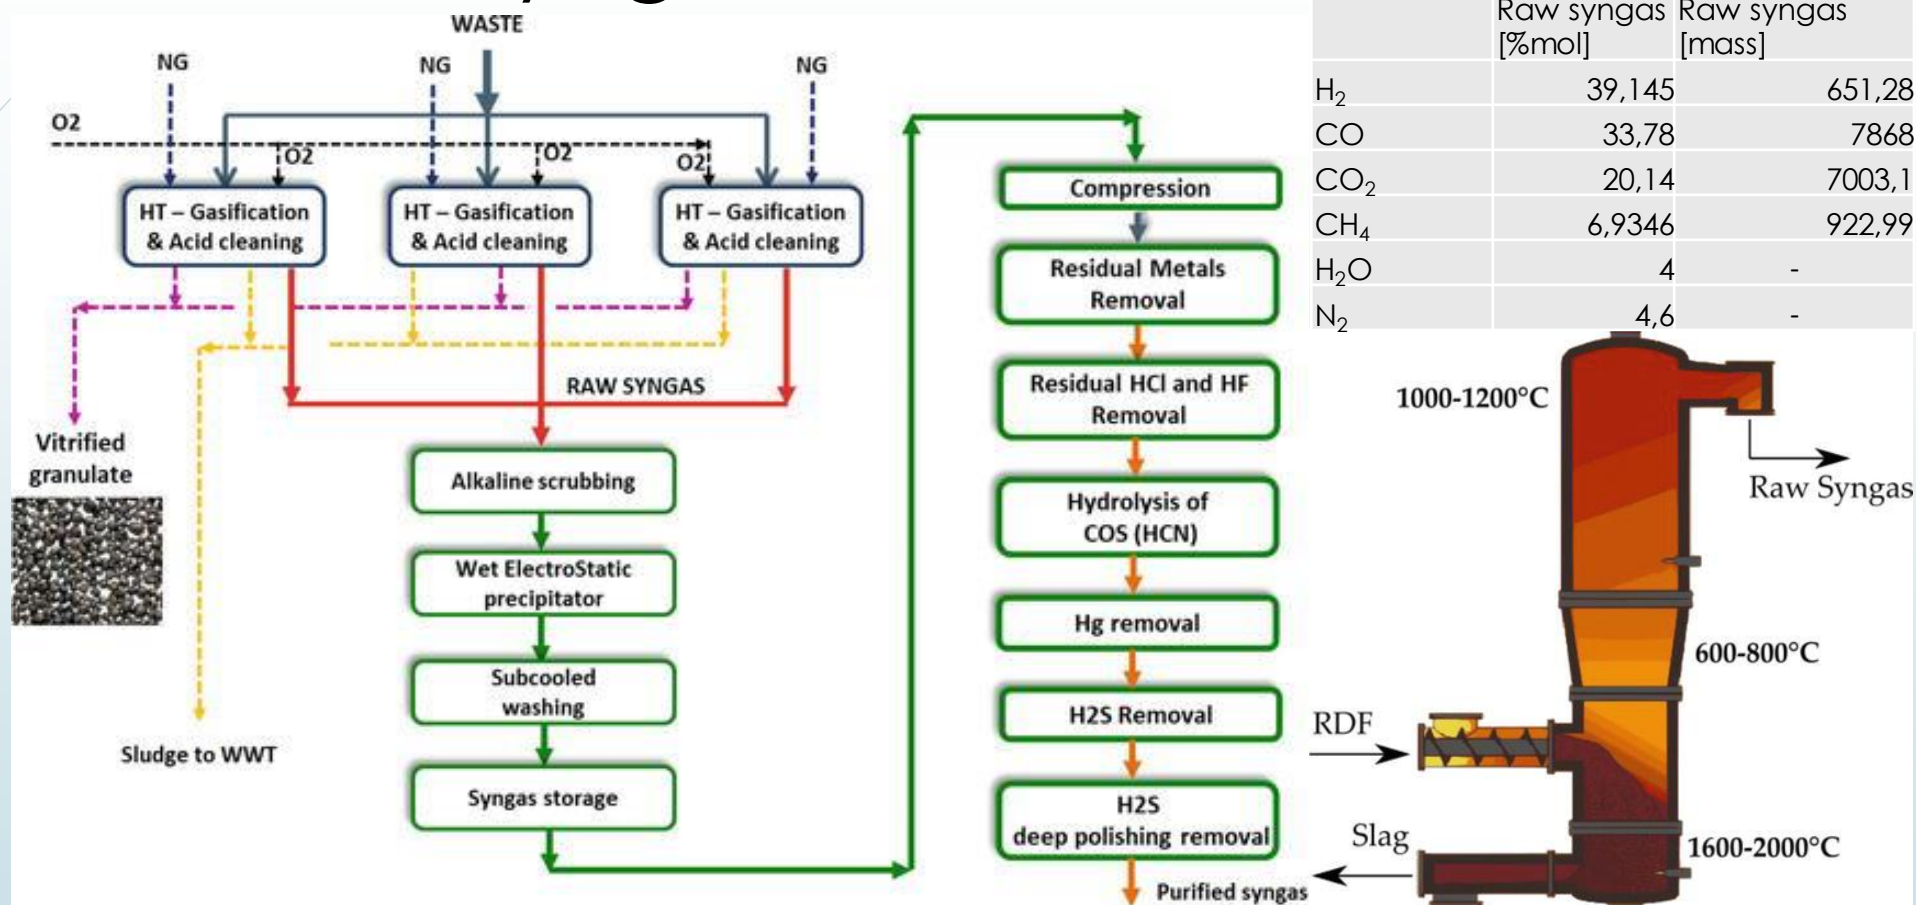 WASTE
NG
NG
NG
O2
O2
O2
O2
HT – Gasification
& Acid cleaning
HT – Gasification
& Acid cleaning
HT – Gasification
& Acid cleaning
RAW SYNGAS
Vitrified
granulate
Sludge to WWT
Alkaline scrubbing
Wet ElectroStatic
precipitator
Subcooled
washing
Syngas storage
Compression
Residual Metals
Removal
Residual HCl and HF
Removal
Hydrolysis of
COS (HCN)
Hg removal
H2S Removal
H2S
deep polishing removal
Purified syngas
Raw syngas [%mol] Raw syngas [mass]
H₂ 39,145 651,28
CO 33,78 7868
CO₂ 20,14 7003,1
CH₄ 6,9346 922,99
H₂O 4 -
N₂ 4,6 -
1000-1200°C
Raw Syngas
600-800°C
RDF
Slag
1600-2000°C